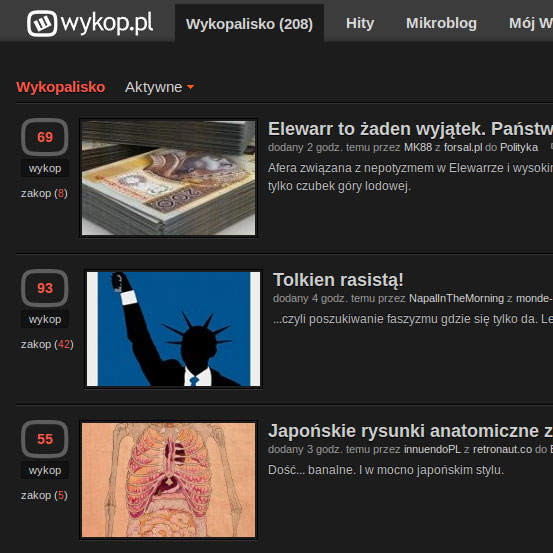 wykop.pl
Wykopalisko (208)
Hity
Mikroblog
Mój W
Wykopalisko
Aktywne
69
wykop
zakop (8)
Elewarr to żaden wyjątek. Państw
dodany 2 godz. temu przez MK88 z forsal.pl do Polityka
Afera związana z nepotyzmem w Elewarrze i wysokim
tylko czubek góry lodowej.
200
93
wykop
zakop (42)
Tolkien rasistą!
dodany 4 godz. temu przez NapalInTheMorning z monde-
...czyli poszukiwanie faszyzmu gdzie się tylko da. Le
55
wykop
zakop (5)
Japońskie rysunki anatomiczne z
dodany 3 godz. temu przez innuendoPL z retronaut.co do
Dość... banalne. I w mocno japońskim stylu.